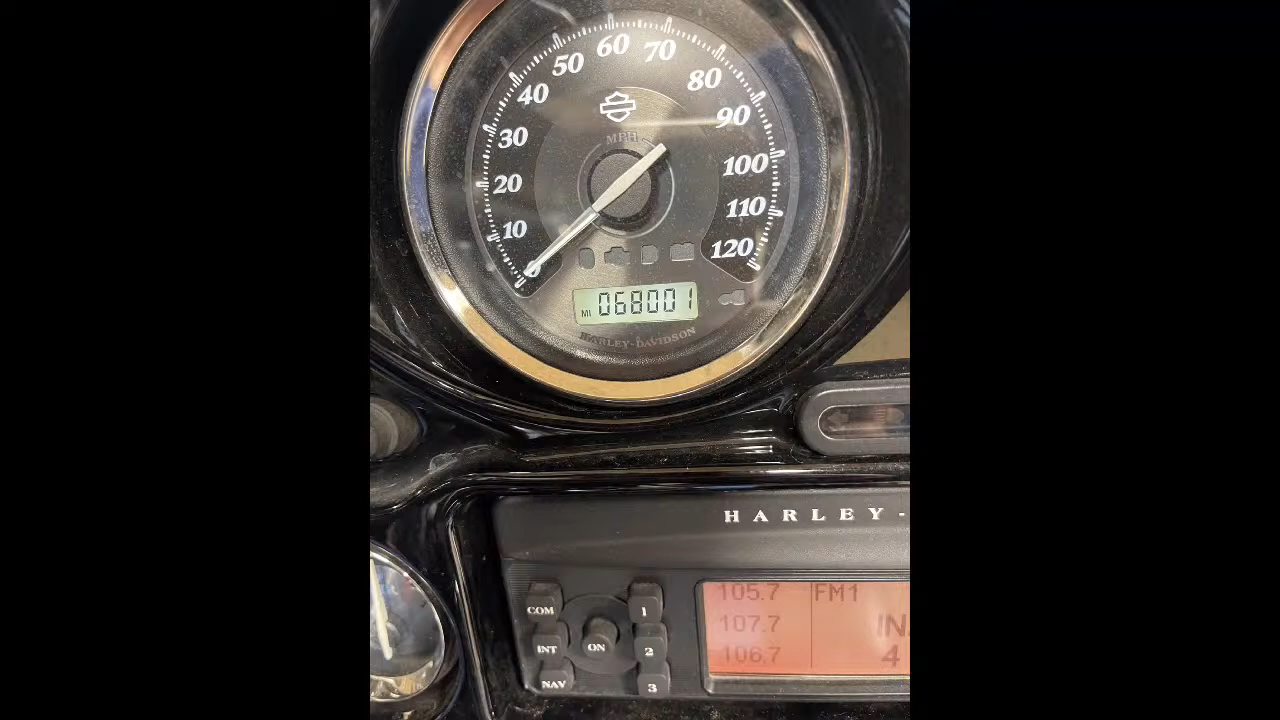 60
50 70
40 80
30 90
MPH
20 100
10 110
0 120
MI 068001
HARLEY-DAVIDSON
HARLEY-
COM 1 105.7 FM1
INT ON 2 107.7 IN
NAV 3 106.7 4